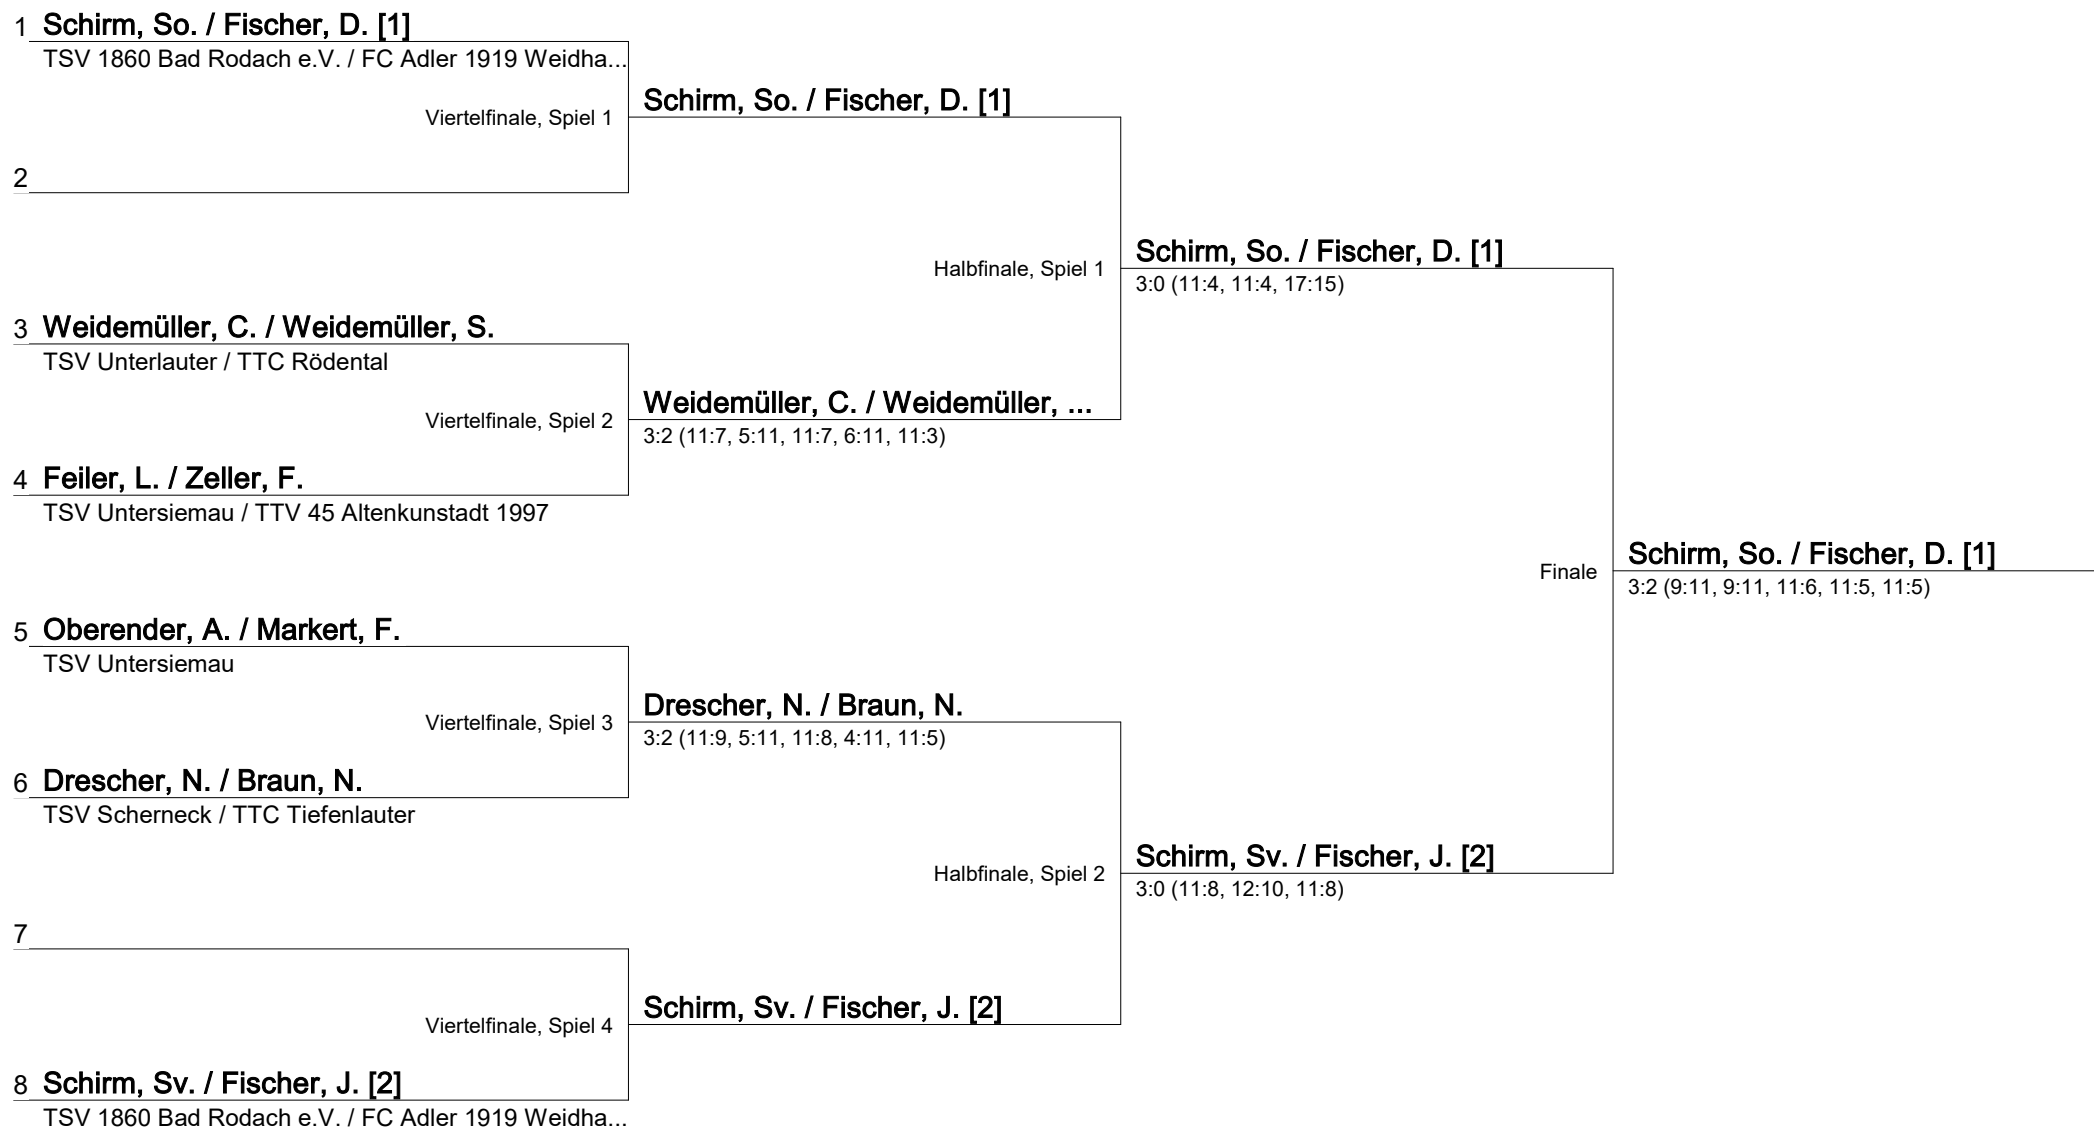 1 Schirm, So. / Fischer, D. [1]
TSV 1860 Bad Rodach e.V. / FC Adler 1919 Weidha...
Viertelfinale, Spiel 1
Schirm, So. / Fischer, D. [1]
2
Halbfinale, Spiel 1
Schirm, So. / Fischer, D. [1]
3:0 (11:4, 11:4, 17:15)
3 Weidemüller, C. / Weidemüller, S.
TSV Unterlauter / TTC Rödental
Viertelfinale, Spiel 2
Weidemüller, C. / Weidemüller, ...
3:2 (11:7, 5:11, 11:7, 6:11, 11:3)
4 Feiler, L. / Zeller, F.
TSV Untersiemau / TTV 45 Altenkunstadt 1997
Finale
Schirm, So. / Fischer, D. [1]
3:2 (9:11, 9:11, 11:6, 11:5, 11:5)
5 Oberender, A. / Markert, F.
TSV Untersiemau
Viertelfinale, Spiel 3
Drescher, N. / Braun, N.
3:2 (11:9, 5:11, 11:8, 4:11, 11:5)
6 Drescher, N. / Braun, N.
TSV Scherneck / TTC Tiefenlauter
Halbfinale, Spiel 2
Schirm, Sv. / Fischer, J. [2]
3:0 (11:8, 12:10, 11:8)
7
Viertelfinale, Spiel 4
Schirm, Sv. / Fischer, J. [2]
8 Schirm, Sv. / Fischer, J. [2]
TSV 1860 Bad Rodach e.V. / FC Adler 1919 Weidha...